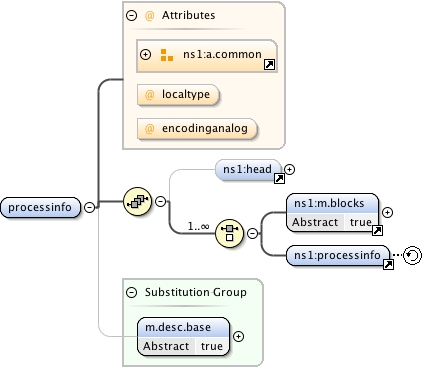 Attributes
ns1:a.common
localtype
encodinganalog
ns1:head
processinfo
1..∞
ns1:m.blocks
Abstract true
ns1:processinfo
Substitution Group
m.desc.base
Abstract true